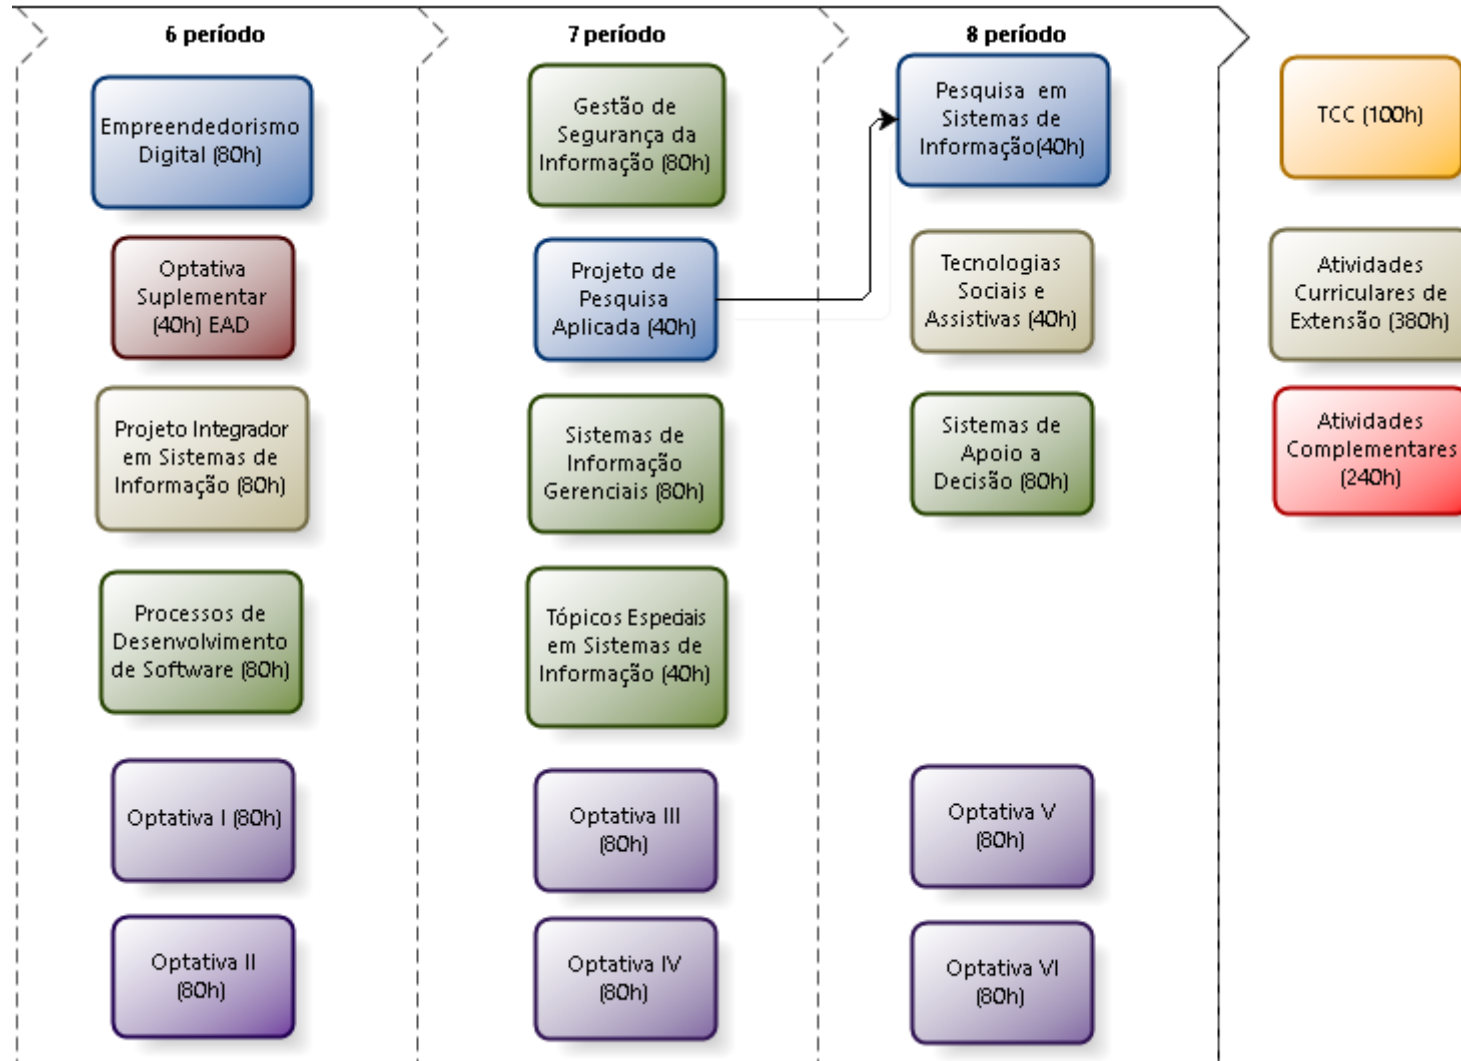 6 período
Empreendedorismo
Digital (80h)
Optativa
Suplementar
(40h) EAD
Projeto Integrador
em Sistemas de
Informação (80h)
Processos de
Desenvolvimento
de Software (80h)
Optativa I (80h)
Optativa II
(80h)
7 período
Gestão de
Segurança da
Informação (80h)
Projeto de
Pesquisa
Aplicada (40h)
Sistemas de
Informação
Gerenciais (80h)
Tópicos Especiais
em Sistemas de
Informação (40h)
Optativa III
(80h)
Optativa IV
(80h)
8 período
Pesquisa em
Sistemas de
Informação(40h)
Tecnologias
Sociais e
Assistivas (40h)
Sistemas de
Apoio a
Decisão (80h)
Optativa V
(80h)
Optativa VI
(80h)
TCC (100h)
Atividades
Curriculares de
Extensão (380h)
Atividades
Complementares
(240h)